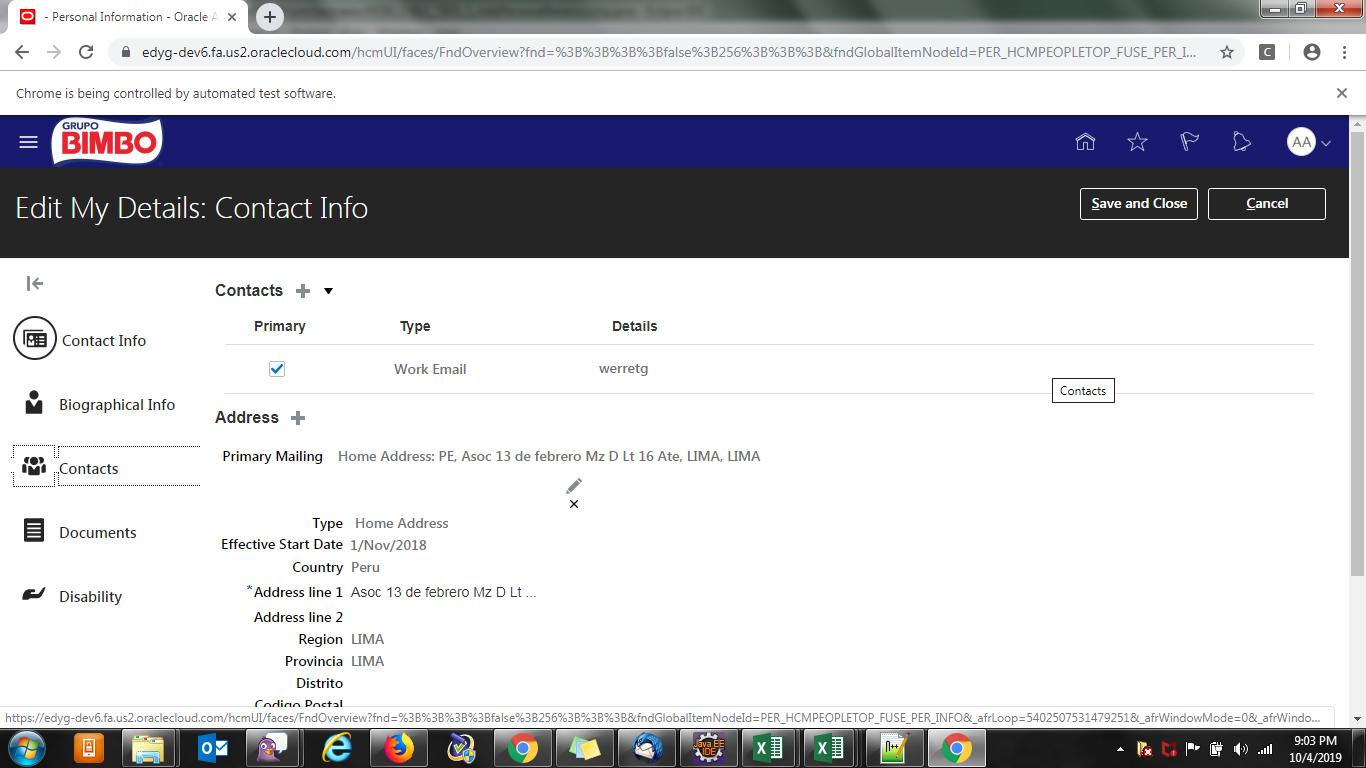 - Personal Information - Oracle A
edyg-dev6.fa.us2.oraclecloud.com/hcmUI/faces/FndOverview?fnd=%3B%3B%3B%3Bfalse%3B256%3B%3B%3B&fndGlobalItemNodeId=PER_HCMPEOPLETOP_FUSE_PER_I...
C
Chrome is being controlled by automated test software.
GRUPO
BIMBO
AA
Edit My Details: Contact Info
Save and Close
Cancel
Contact Info
Biographical Info
Contacts
Documents
Disability
Contacts
Primary Type Details
Work Email werretg
Contacts
Address
Primary Mailing Home Address: PE, Asoc 13 de febrero Mz D Lt 16 Ate, LIMA, LIMA
Type Home Address
Effective Start Date 1/Nov/2018
Country Peru
*Address line 1 Asoc 13 de febrero Mz D Lt ...
Address line 2
Region LIMA
Provincia LIMA
Distrito
Codigo Postal
https://edyg-dev6.fa.us2.oraclecloud.com/hcmUI/faces/FndOverview?fnd=%3B%3B%3B%3Bfalse%3B256%3B%3B%3B&fndGlobalItemNodeId=PER_HCMPEOPLETOP_FUSE_PER_INFO&_afrLoop=5402507531479251&_afrWindowMode=0&_afrWindo...
Java EE
IDE
9:03 PM
10/4/2019